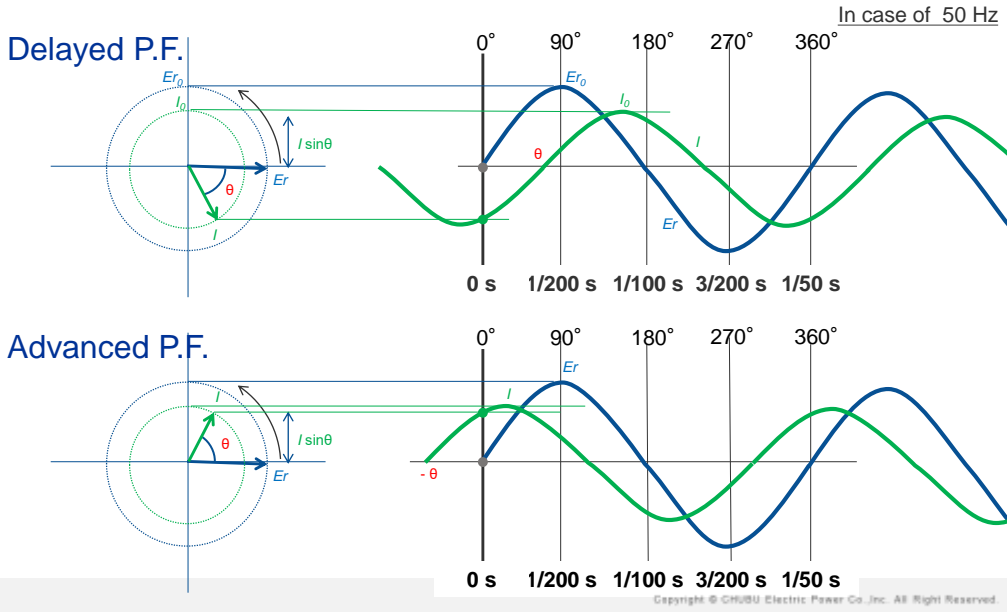 In case of 50 Hz
Delayed P.F.
0° 90° 180° 270° 360°
Er0 Er0
I0 I0
I sinθ θ I
Er
θ
I Er
0 s 1/200 s 1/100 s 3/200 s 1/50 s
Advanced P.F.
0° 90° 180° 270° 360°
Er
I I
θ I sinθ
Er - θ
0 s 1/200 s 1/100 s 3/200 s 1/50 s
Copyright © CHUBU Electric Power Co.,Inc. All Right Reserved.